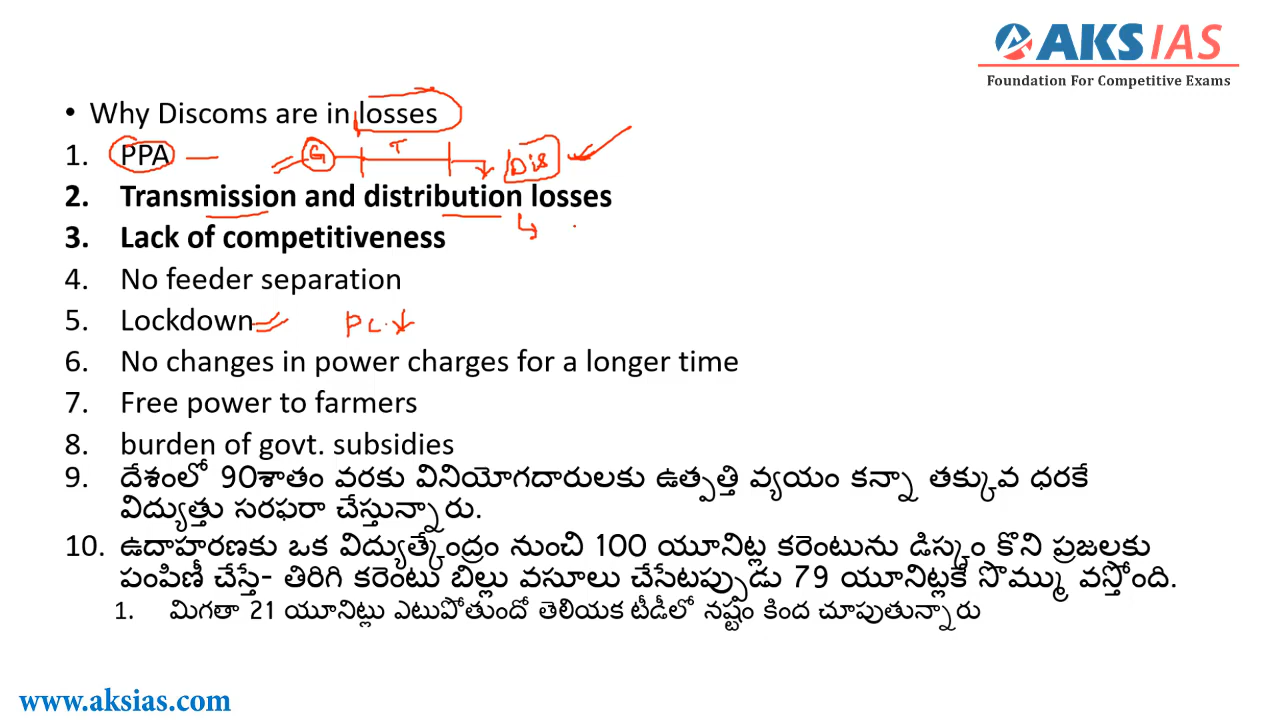 AKS IAS
Foundation For Competitive Exams
• Why Discoms are in losses
1. PPA
G T Dis
2. Transmission and distribution losses
3. Lack of competitiveness
4. No feeder separation
5. Lockdown PC
6. No changes in power charges for a longer time
7. Free power to farmers
8. burden of govt. subsidies
9. దేశంలో 90శాతం వరకు వినియోగదారులకు ఉత్పత్తి వ్యయం కన్నా తక్కువ ధరకే
విద్యుత్తు సరఫరా చేస్తున్నారు.
10. ఉదాహరణకు ఒక విద్యుత్కేంద్రం నుంచి 100 యూనిట్ల కరెంటును డిస్కం కొని ప్రజలకు
పంపిణీ చేస్తే- తిరిగి కరెంటు బిల్లు వసూలు చేసేటప్పుడు 79 యూనిట్లకే సొమ్ము వస్తోంది.
1. మిగతా 21 యూనిట్లు ఎటుపోతుందో తెలియక టీడీలో నష్టం కింద చూపుతున్నారు
www.aksias.com